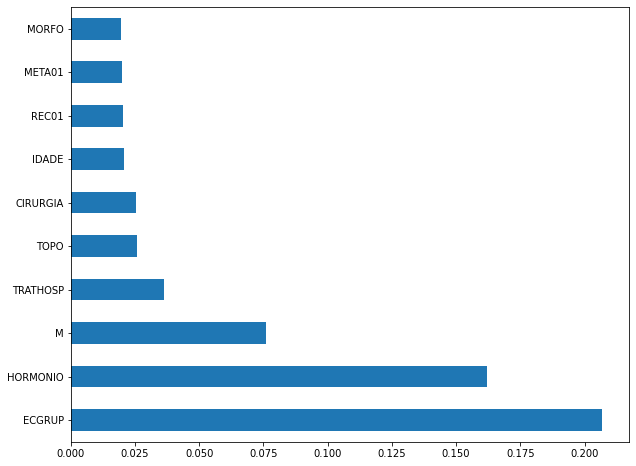 MORFO
META01
REC01
IDADE
CIRURGIA
TOPO
TRATHOSP
M
HORMONIO
ECGRUP
0.000 0.025 0.050 0.075 0.100 0.125 0.150 0.175 0.200